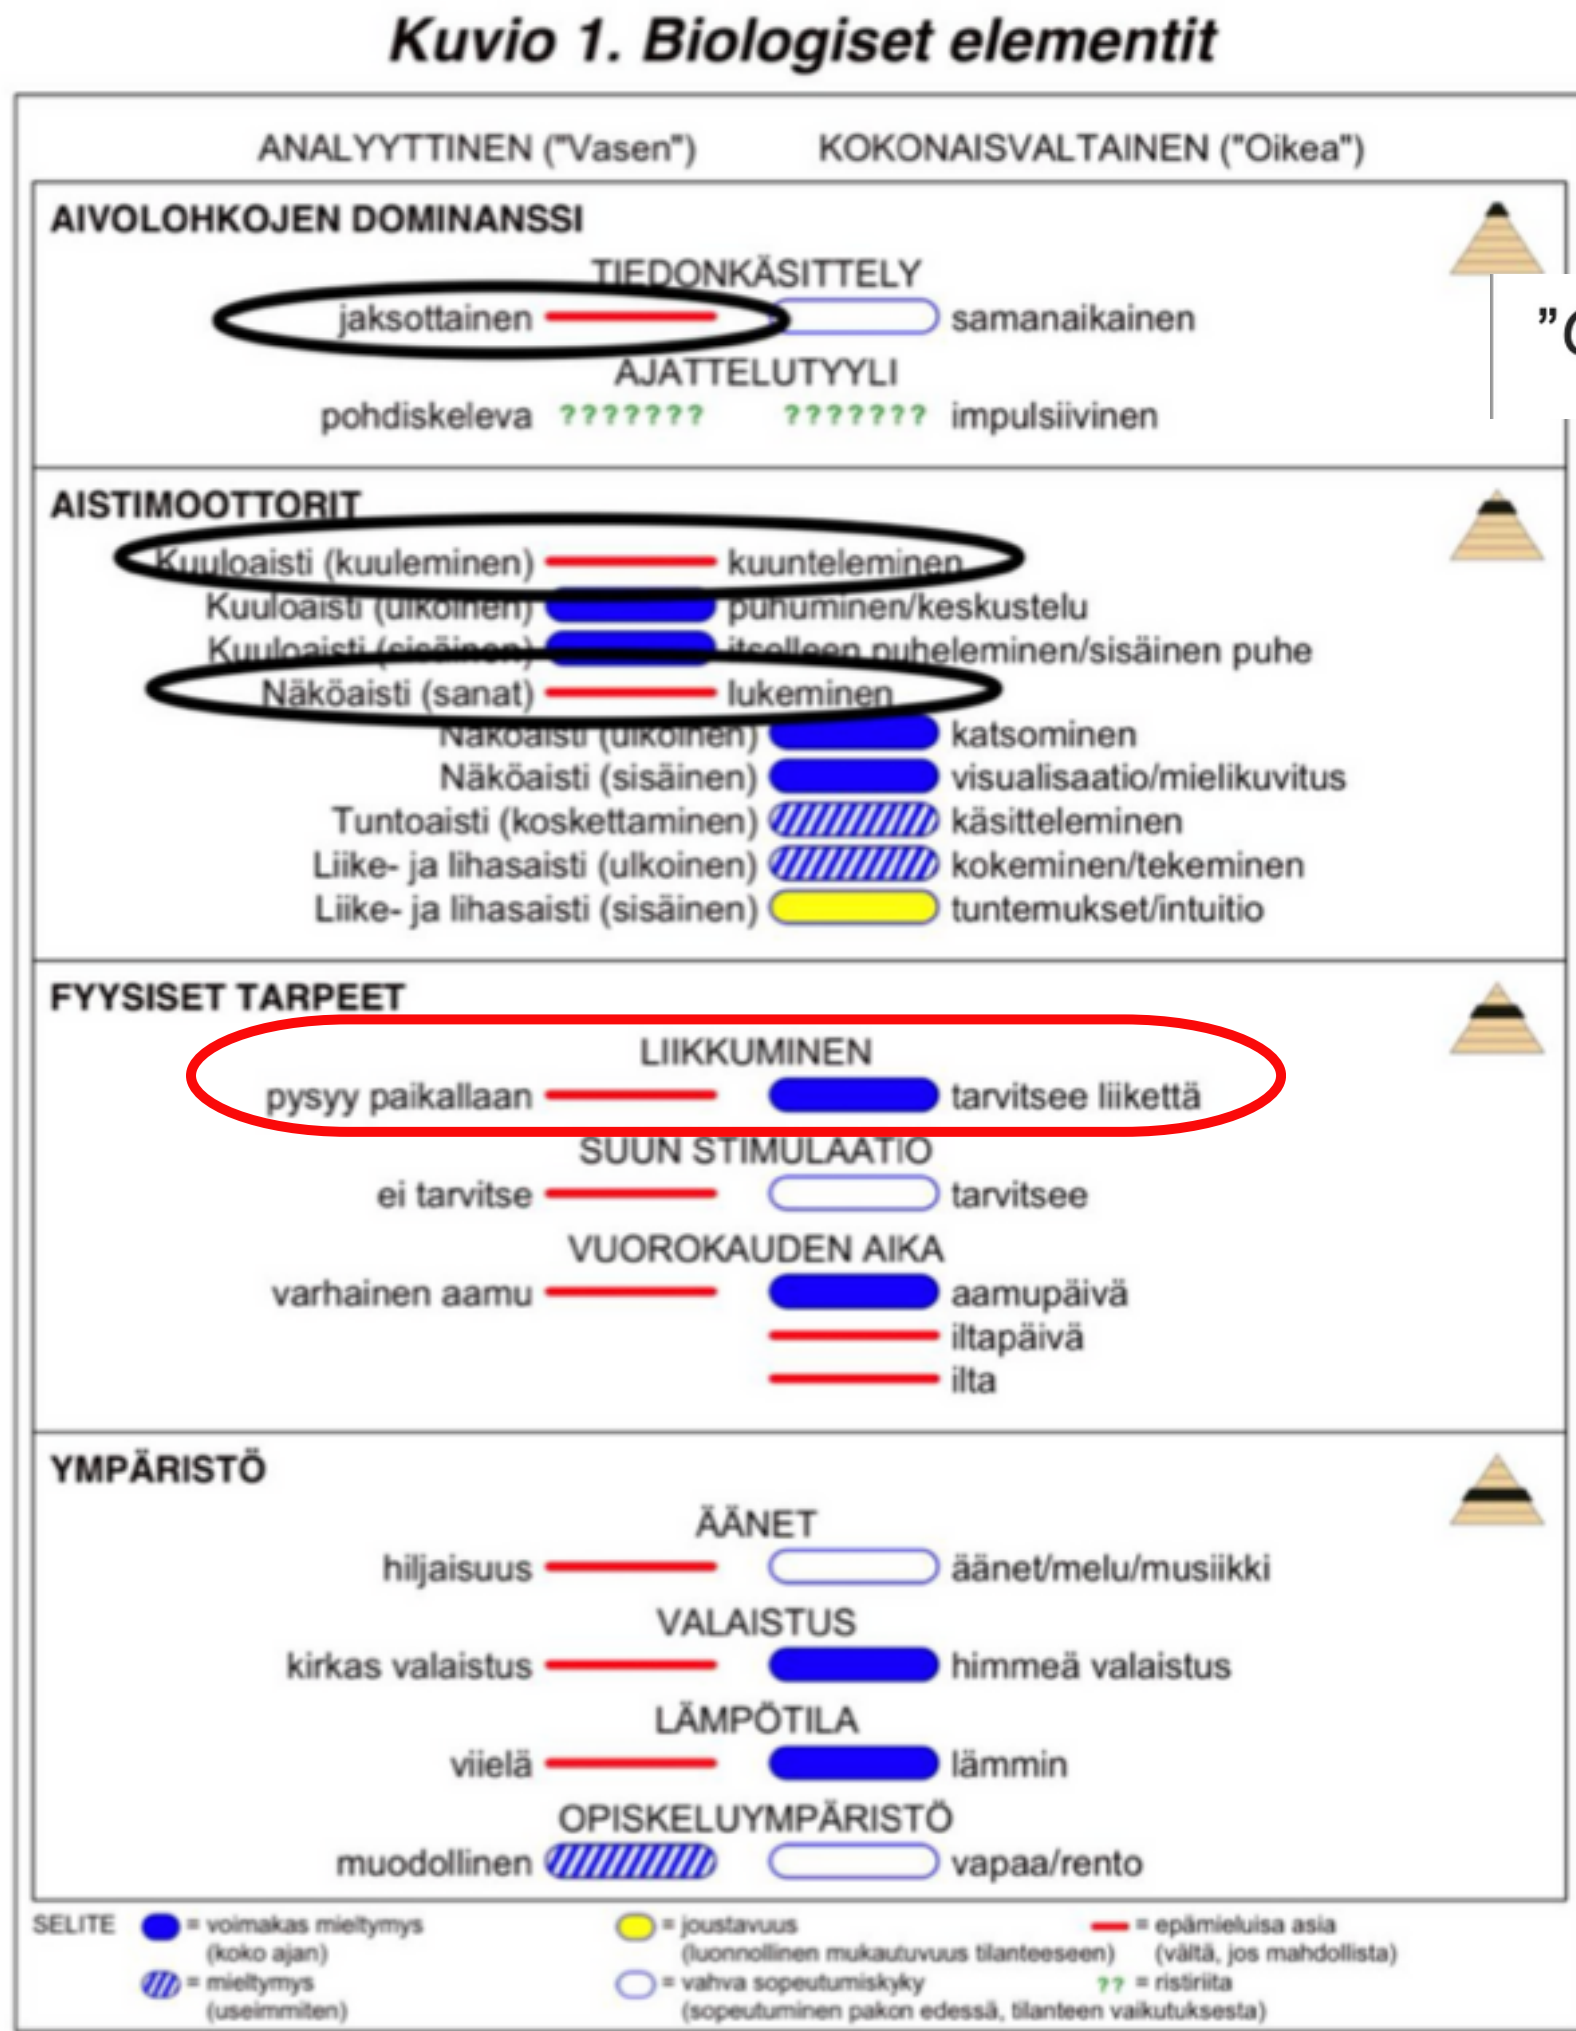 Kuvio 1. Biologiset elementit
ANALYYTTINEN ("Vasen") KOKONAISVALTAINEN ("Oikea")
AIVOLOHKOJEN DOMINANSSI
TIEDONKÄSITTELY
jaksottainen samanaikainen
"
AJATTELUTYYLI
pohdiskeleva ??????? ??????? impulsiivinen
AISTIMOOTTORIT
Kuuloaisti (kuuleminen) kuunteleminen
Kuuloaisti (ulkoinen) puhuminen/keskustelu
Kuuloaisti (sisäinen) itselleen puheleminen/sisäinen puhe
Näköaisti (sanat) lukeminen
Näköaisti (ulkoinen) katsominen
Näköaisti (sisäinen) visualisaatio/mielikuvitus
Tuntoaisti (koskettaminen) käsitteleminen
Liike- ja lihasaisti (ulkoinen) kokeminen/tekeminen
Liike- ja lihasaisti (sisäinen) tuntemukset/intuitio
FYYSISET TARPEET
LIIKKUMINEN
pysyy paikallaan tarvitsee liikettä
SUUN STIMULAATIO
ei tarvitse tarvitsee
VUOROKAUDEN AIKA
varhainen aamu aamupäivä
iltapäivä
ilta
YMPÄRISTÖ
ÄÄNET
hiljaisuus äänet/melu/musiikki
VALAISTUS
kirkas valaistus himmeä valaistus
LÄMPÖTILA
viielä lämmin
OPISKELUYMPÄRISTÖ
muodollinen vapaa/rento
SELITE = voimakas mieltymys = joustavuus = epämieluisa asia
(koko ajan) (luonnollinen mukautuvuus tilanteeseen) (vältä, jos mahdollista)
= mieltymys = vahva sopeutumiskyky ?? = ristiriita
(useimmiten) (sopeutuminen pakon edessä, tilanteen vaikutuksesta)